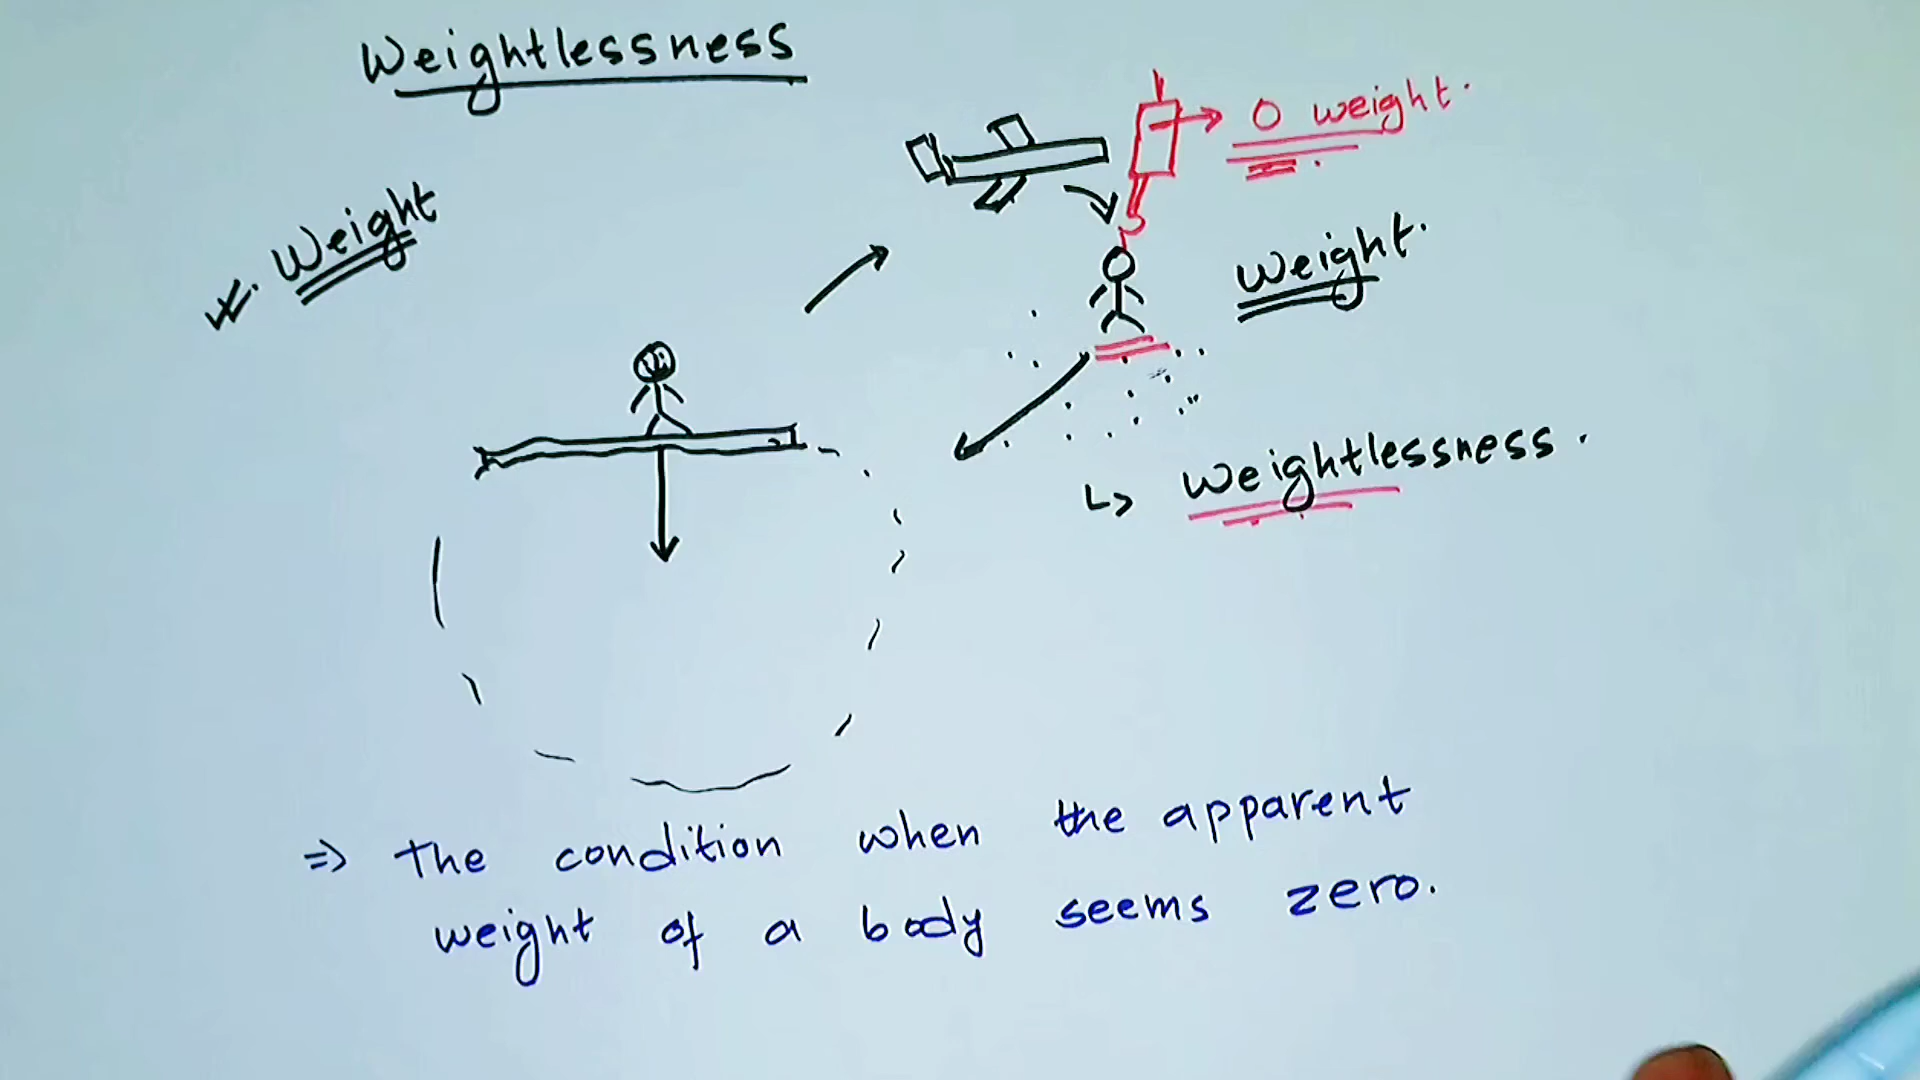 Weightlessness
0 weight.
Weight
Weight.
Weightlessness.
⇒ The condition when the apparent
weight of a body seems zero.